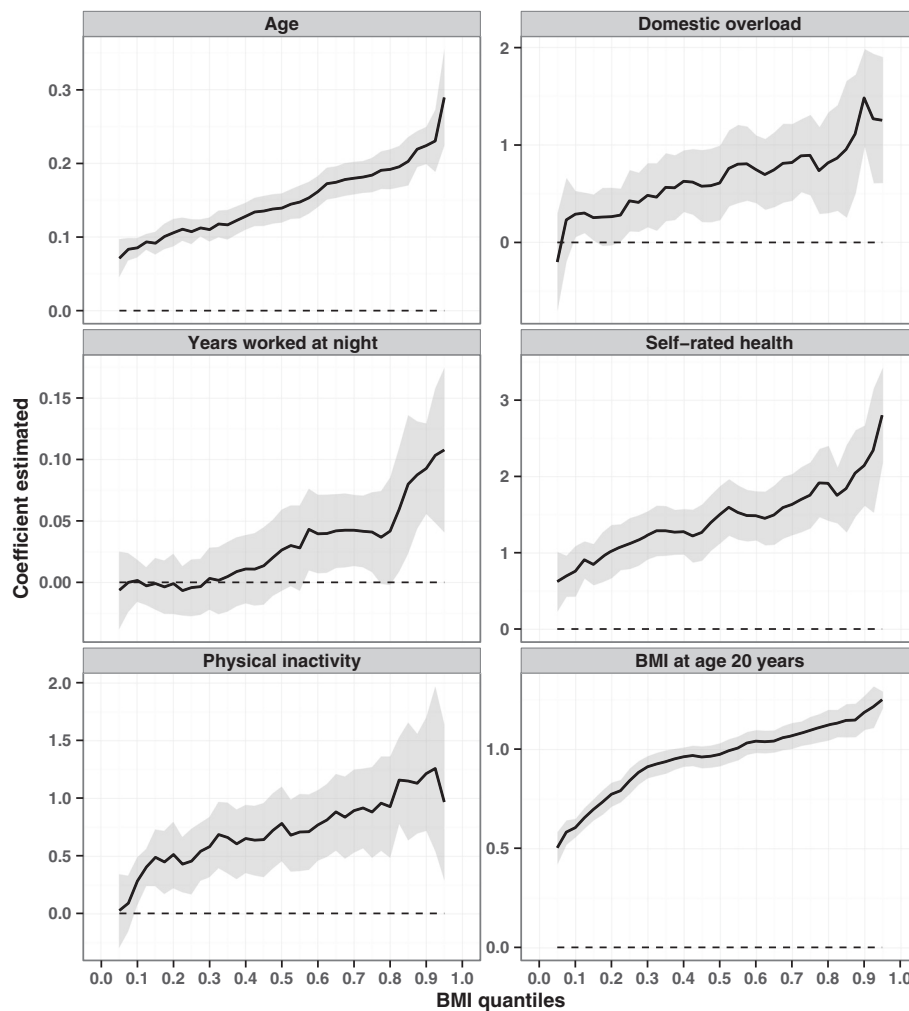 Age
Domestic overload
0.3
0.2
0.1
0.0
2
1
0
Years worked at night
Self−rated health
0.15
0.10
0.05
0.00
3
2
1
0
Coefficient estimated
Physical inactivity
BMI at age 20 years
2.0
1.5
1.0
0.5
0.0
1.0
0.5
0.0
0.0 0.1 0.2 0.3 0.4 0.5 0.6 0.7 0.8 0.9 1.0
0.0 0.1 0.2 0.3 0.4 0.5 0.6 0.7 0.8 0.9 1.0
BMI quantiles